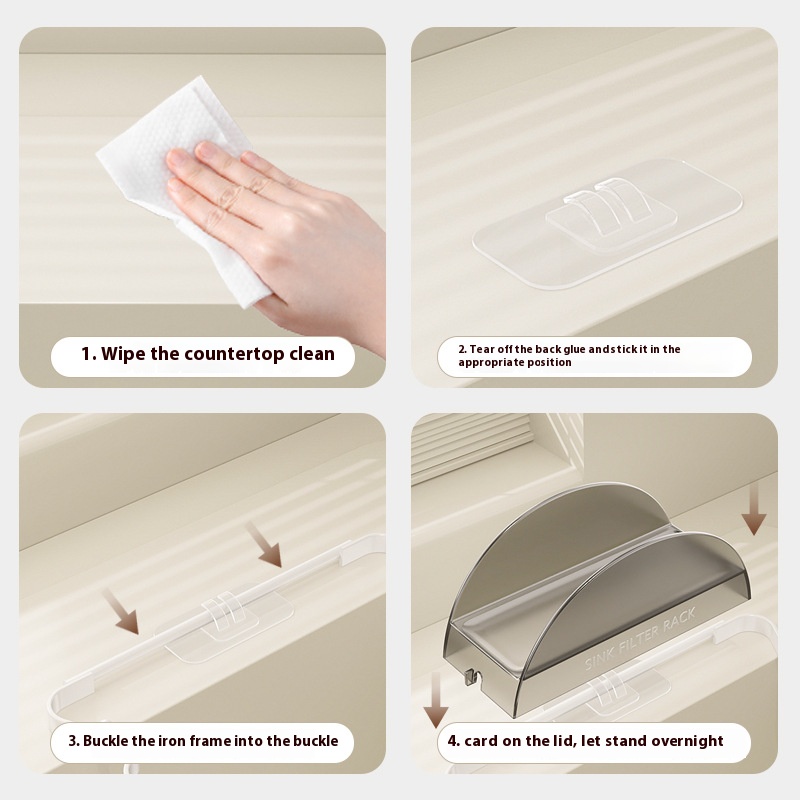 1. Wipe the countertop clean
2. Tear off the back glue and stick it in the
appropriate position
3. Buckle the iron frame into the buckle
SINK FILTER RACK
4. card on the lid, let stand overnight